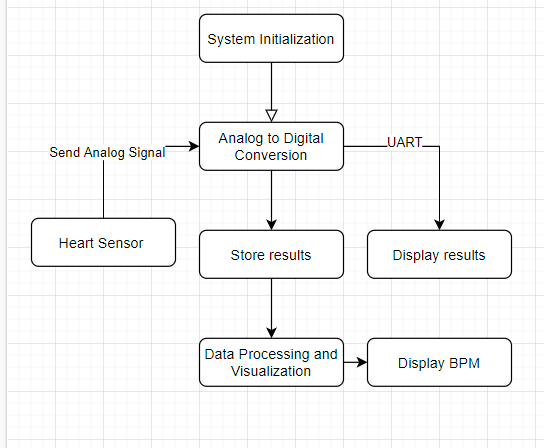 System Initialization
Analog to Digital
Conversion
UART
Send Analog Signal
Heart Sensor
Store results
Display results
Data Processing and
Visualization
Display BPM